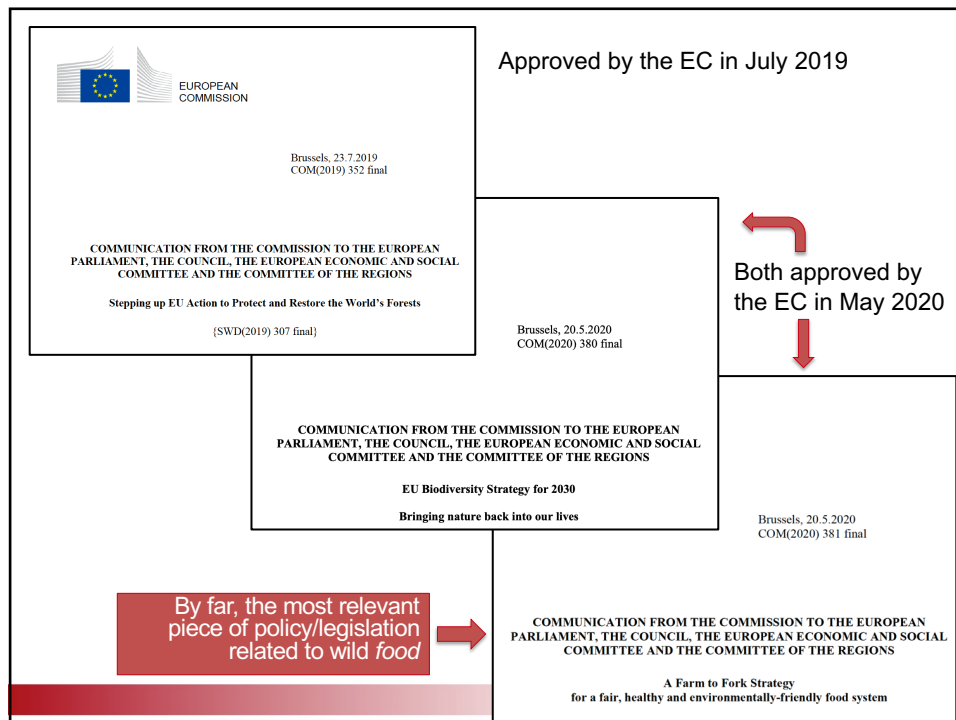 Approved by the EC in July 2019
EUROPEAN
COMMISSION
Brussels, 23.7.2019
COM(2019) 352 final
COMMUNICATION FROM THE COMMISSION TO THE EUROPEAN
PARLIAMENT, THE COUNCIL, THE EUROPEAN ECONOMIC AND SOCIAL
COMMITTEE AND THE COMMITTEE OF THE REGIONS
Stepping up EU Action to Protect and Restore the World's Forests
{SWD(2019) 307 final}
Both approved by
the EC in May 2020
Brussels, 20.5.2020
COM(2020) 380 final
COMMUNICATION FROM THE COMMISSION TO THE EUROPEAN
PARLIAMENT, THE COUNCIL, THE EUROPEAN ECONOMIC AND SOCIAL
COMMITTEE AND THE COMMITTEE OF THE REGIONS
EU Biodiversity Strategy for 2030
Bringing nature back into our lives
Brussels, 20.5.2020
COM(2020) 381 final
By far, the most relevant
piece of policy/legislation
related to wild food
COMMUNICATION FROM THE COMMISSION TO THE EUROPEAN
PARLIAMENT, THE COUNCIL, THE EUROPEAN ECONOMIC AND SOCIAL
COMMITTEE AND THE COMMITTEE OF THE REGIONS
A Farm to Fork Strategy
for a fair, healthy and environmentally-friendly food system